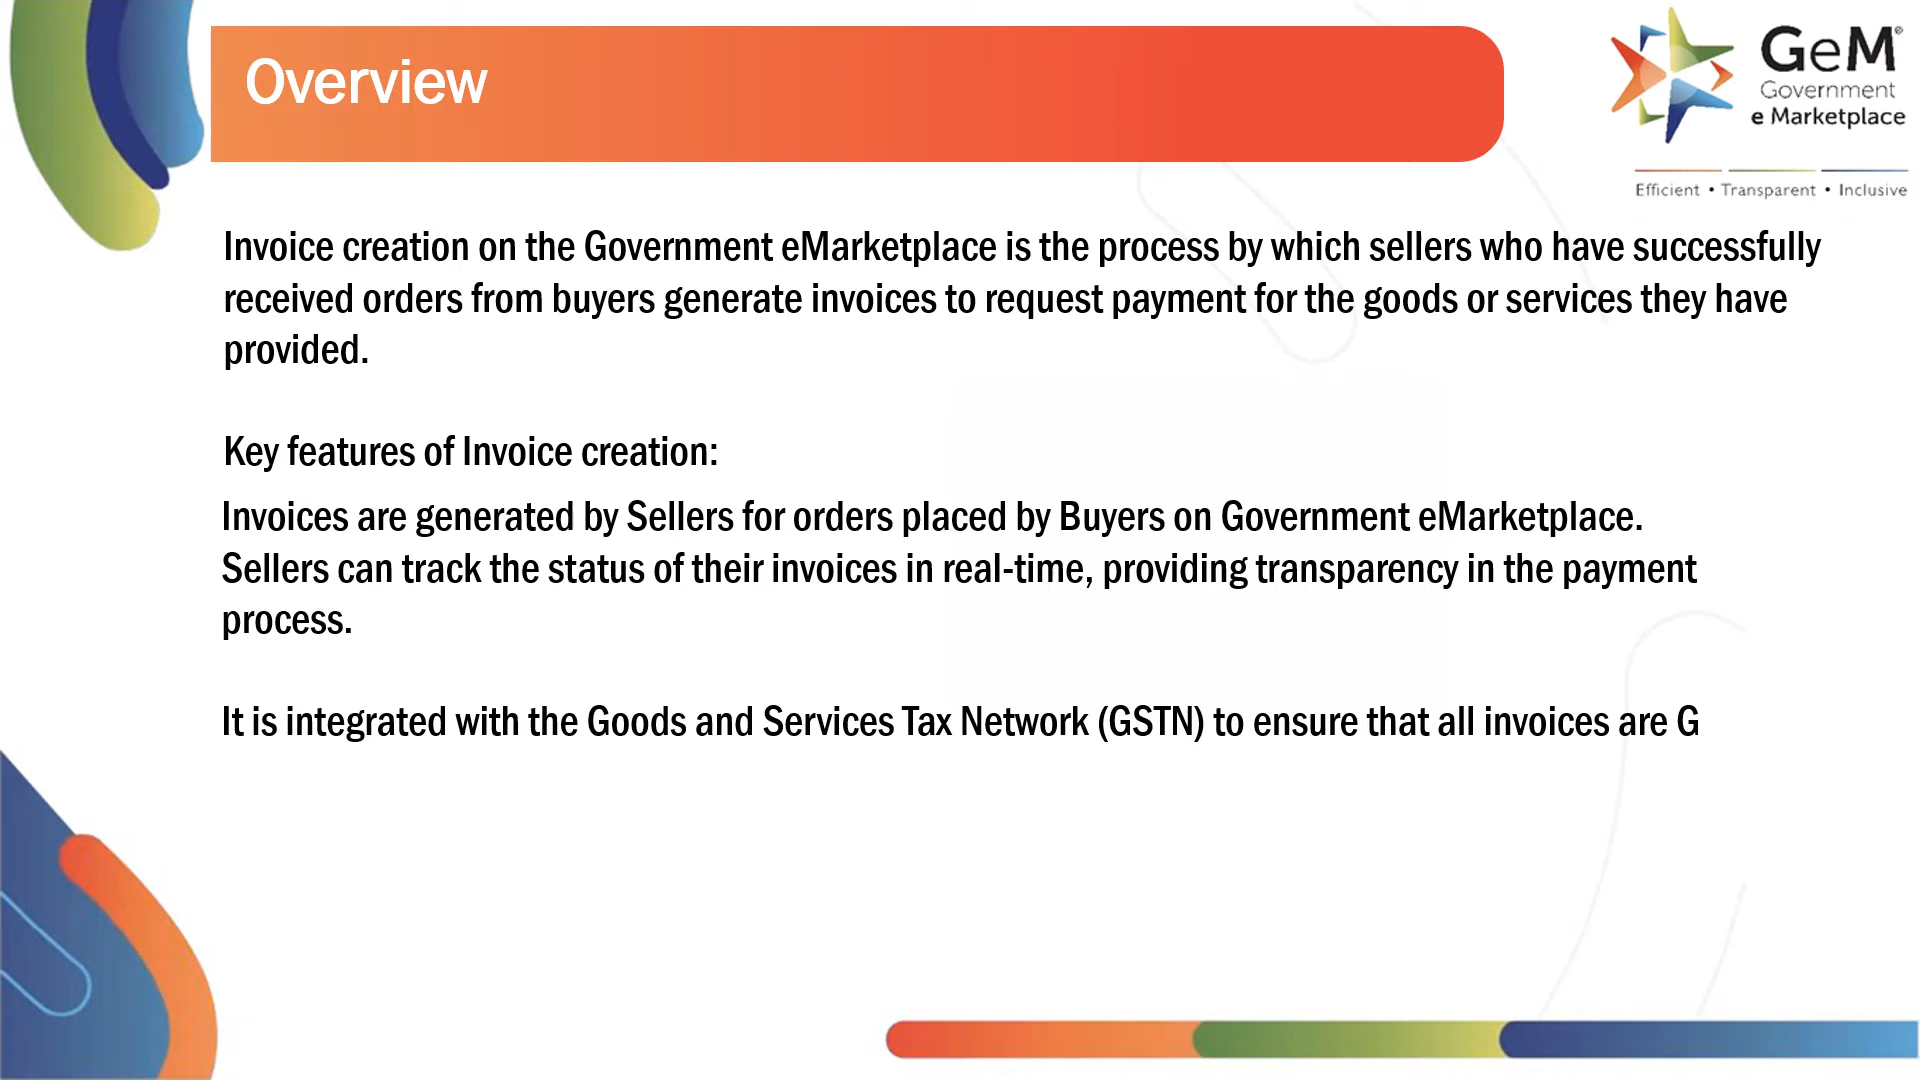 Overview
GeM®
Government
e Marketplace
Efficient • Transparent • Inclusive
Invoice creation on the Government eMarketplace is the process by which sellers who have successfully
received orders from buyers generate invoices to request payment for the goods or services they have
provided.
Key features of Invoice creation:
Invoices are generated by Sellers for orders placed by Buyers on Government eMarketplace.
Sellers can track the status of their invoices in real-time, providing transparency in the payment
process.
It is integrated with the Goods and Services Tax Network (GSTN) to ensure that all invoices are G